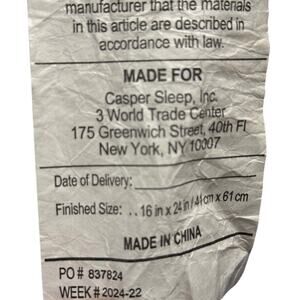 manufacturer that the materials
in this article are described in
accordance with law.
MADE FOR
Casper Sleep, Inc.
3 World Trade Center
175 Greenwich Street, 40th Fl
New York, NY 10007
Date of Delivery:
Finished Size: .. 16 in x 24 in / 41 cm x 61 cm
MADE IN CHINA
PO # 837824
WEEK # 2024-22